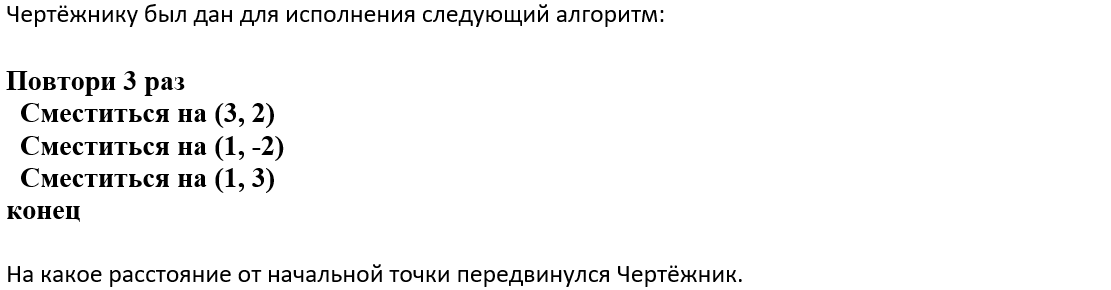 Чертёжнику был дан для исполнения следующий алгоритм:
Повтори 3 раз
Сместиться на (3, 2)
Сместиться на (1, -2)
Сместиться на (1, 3)
конец
На какое расстояние от начальной точки передвинулся Чертёжник.